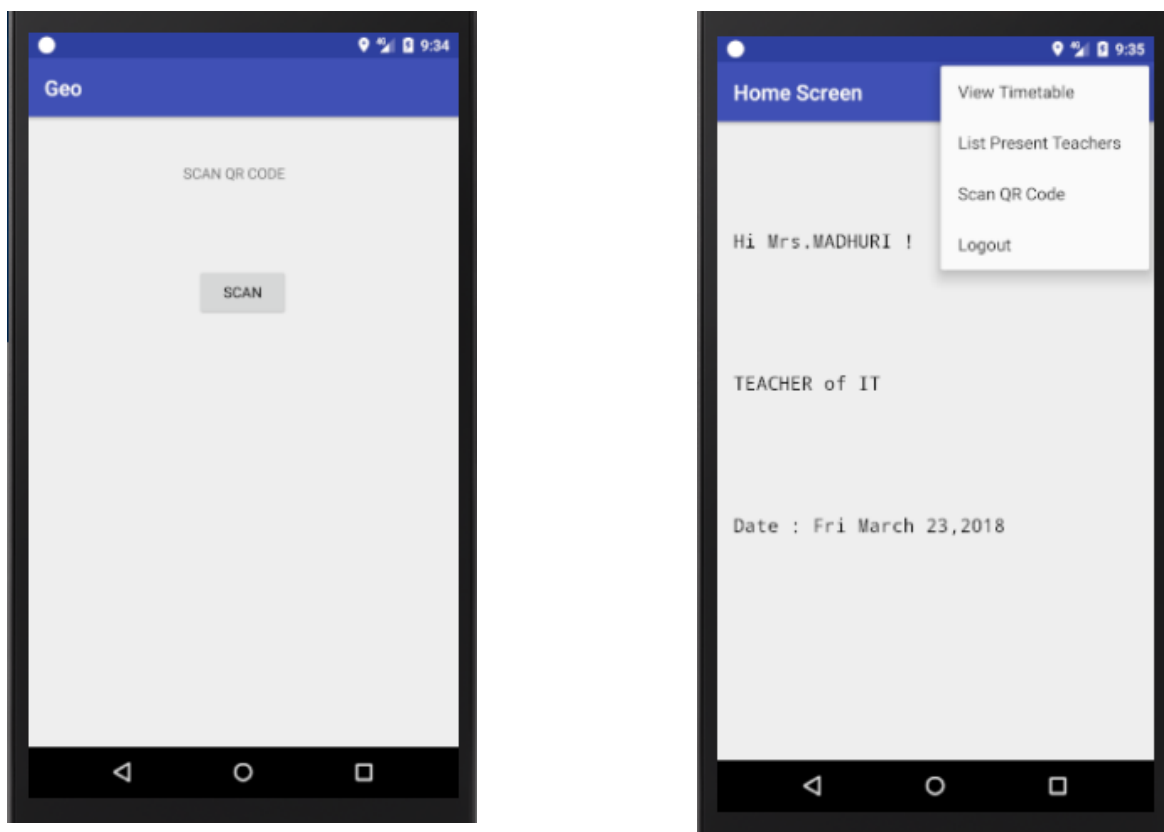 9:34
Geo
SCAN QR CODE
SCAN
9:35
Home Screen
View Timetable
List Present Teachers
Scan QR Code
Logout
Hi Mrs.MADHURI !
TEACHER of IT
Date : Fri March 23,2018